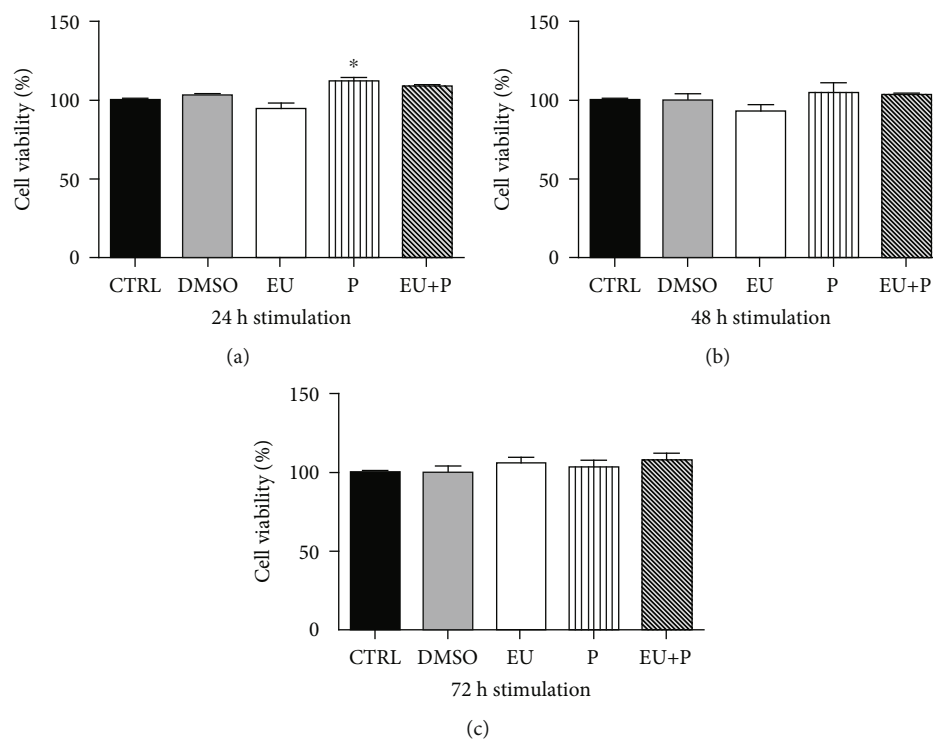 150
100
50
0
Cell viability (%)
*
CTRL DMSO EU P EU+P
24 h stimulation
(a)
150
100
50
0
Cell viability (%)
CTRL DMSO EU P EU+P
48 h stimulation
(b)
150
100
50
0
Cell viability (%)
CTRL DMSO EU P EU+P
72 h stimulation
(c)